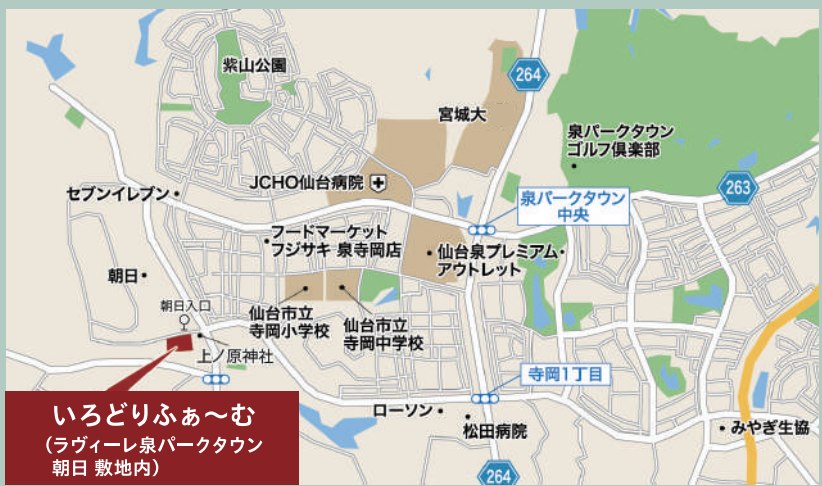 紫山公園
264
宮城大
泉パークタウン
ゴルフ倶楽部
JCHO仙台病院
263
セブンイレブン
泉パークタウン
中央
フードマーケット
フジサキ 泉寺岡店
仙台泉プレミアム・
アウトレット
朝日
朝日入口
仙台市立
寺岡小学校
仙台市立
寺岡中学校
上ノ原神社
寺岡1丁目
いろどりふぁ〜む
(ラヴィーレ泉パークタウン
朝日 敷地内)
ローソン
松田病院
みやぎ生協
264